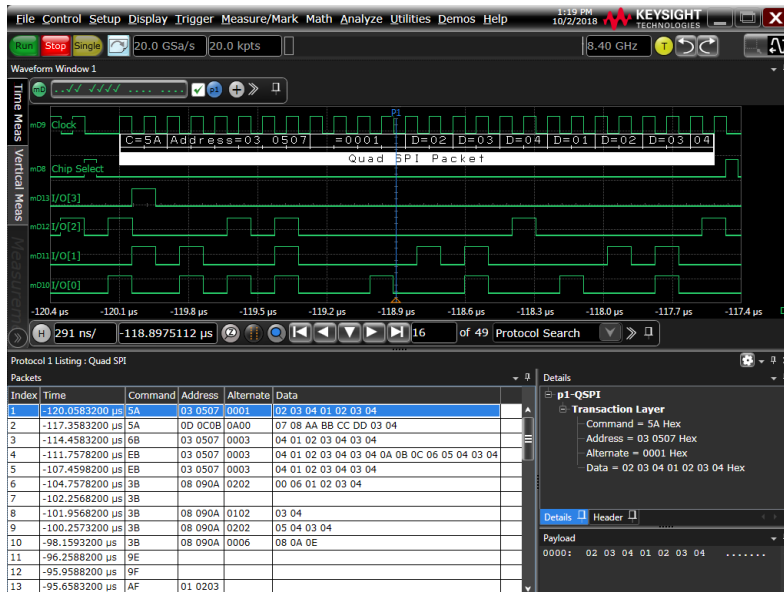 File Control Setup Display Trigger Measure/Mark Math Analyze Utilities Demos Help
1:19 PM
10/2/2018
KEYSIGHT
TECHNOLOGIES
Run Stop Single 20.0 GSa/s 20.0 kpts 8.40 GHz T
Waveform Window 1
mD p1
Time Meas
Vertical Meas
Measurem
P1
mD9 Clock
C=5A Address=03 0507 =0001 D=02 D=03 D=04 D=01 D=02 D=03 04
Quad SPI Packet
mD8 Chip Select
mD13 I/O[3]
mD12 I/O[2]
mD11 I/O[1]
mD10 I/O[0]
-120.4 µs -120.1 µs -119.8 µs -119.5 µs -119.2 µs -118.9 µs -118.6 µs -118.3 µs -118.0 µs -117.7 µs -117.4 µs
H 291 ns/ -118.8975112 µs 16 of 49 Protocol Search
Protocol 1 Listing : Quad SPI
Packets
Index Time Command Address Alternate Data
1 -120.0583200 µs 5A 03 0507 0001 02 03 04 01 02 03 04
2 -117.3583200 µs 5A 0D 0C0B 0A00 07 08 AA BB CC DD 03 04
3 -114.4583200 µs 6B 03 0507 0003 04 01 02 03 04 03 04
4 -111.7578200 µs EB 03 0507 0003 04 01 02 03 04 03 04 0A 0B 0C 06 05 04 03 04
5 -107.4598200 µs EB 03 0507 0003 04 01 02 03 04 03 04
6 -104.7578200 µs 3B 08 090A 0202 00 06 01 02 03 04
7 -102.2568200 µs 3B
8 -101.9568200 µs 3B 08 090A 0102 03 04
9 -100.2573200 µs 3B 08 090A 0202 05 04 03 04
10 -98.1593200 µs 3B 08 090A 0006 08 0A 0E
11 -96.2588200 µs 9E
12 -95.9588200 µs 9F
13 -95.6583200 µs AF 01 0203
Details
p1-QSPI
Transaction Layer
Command = 5A Hex
Address = 03 0507 Hex
Alternate = 0001 Hex
Data = 02 03 04 01 02 03 04 Hex
Details Header
Payload
0000: 02 03 04 01 02 03 04 .......